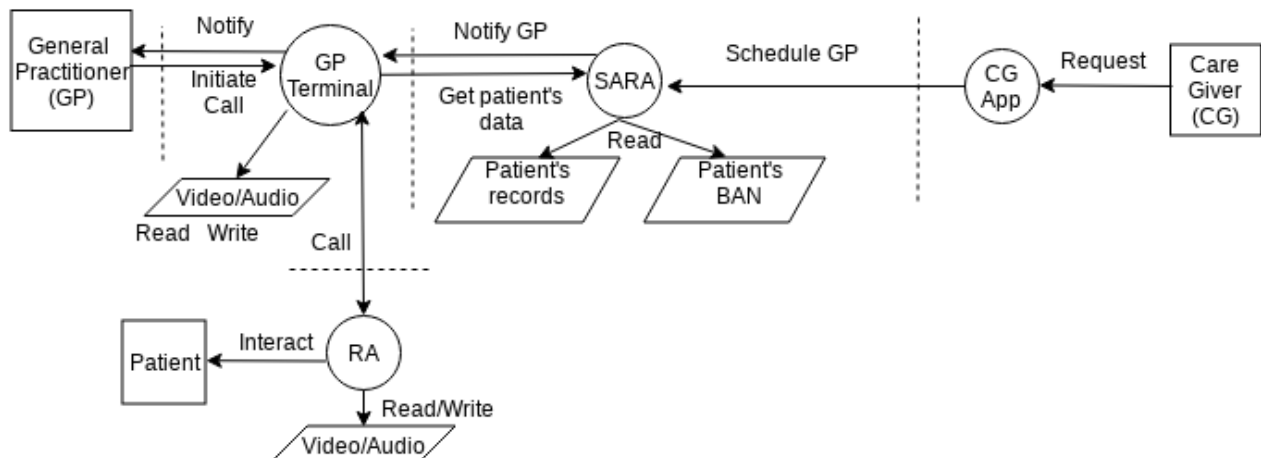 General
Practitioner
(GP)
Notify
Initiate
Call
GP
Terminal
Notify GP
Get patient's
data
SARA
Schedule GP
CG
App
Request
Care
Giver
(CG)
Read
Patient's
records
Patient's
BAN
Video/Audio
Read Write
Call
Patient
Interact
RA
Read/Write
Video/Audio